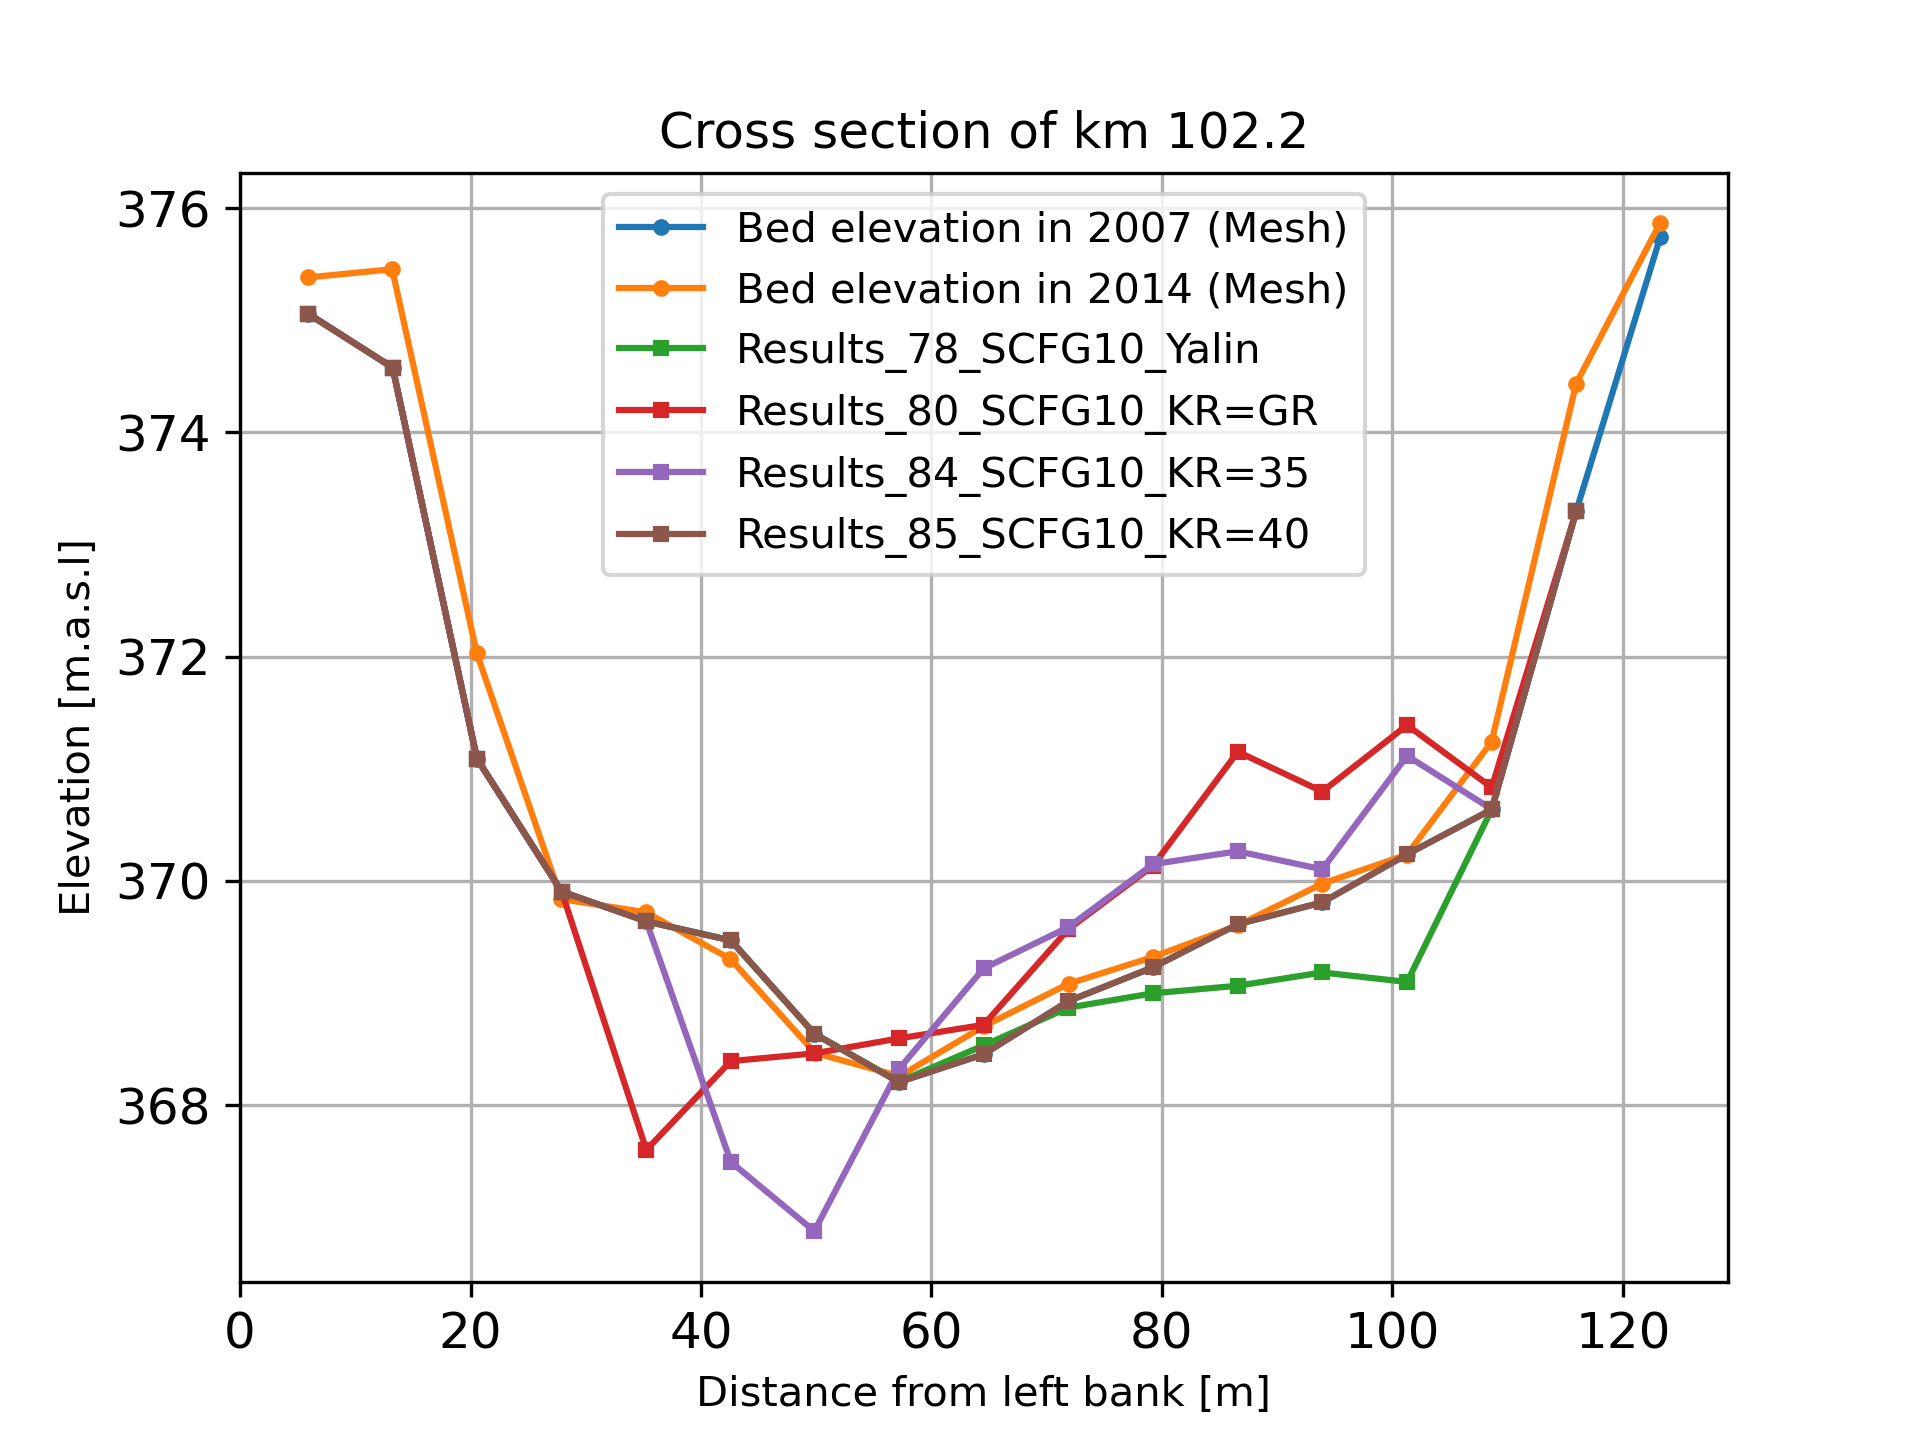 Cross section of km 102.2
376
374
372
370
368
Elevation [m.a.s.l]
Bed elevation in 2007 (Mesh)
Bed elevation in 2014 (Mesh)
Results_78_SCFG10_Yalin
Results_80_SCFG10_KR=GR
Results_84_SCFG10_KR=35
Results_85_SCFG10_KR=40
0 20 40 60 80 100 120
Distance from left bank [m]